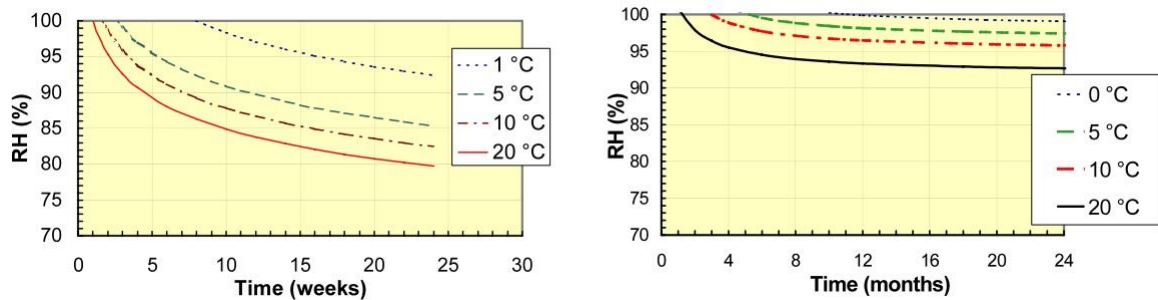 100
95
90
85
80
75
70
RH (%)
0 5 10 15 20 25 30
Time (weeks)
1 °C
5 °C
10 °C
20 °C
100
95
90
85
80
75
70
RH (%)
0 4 8 12 16 20 24
Time (months)
0 °C
5 °C
10 °C
20 °C